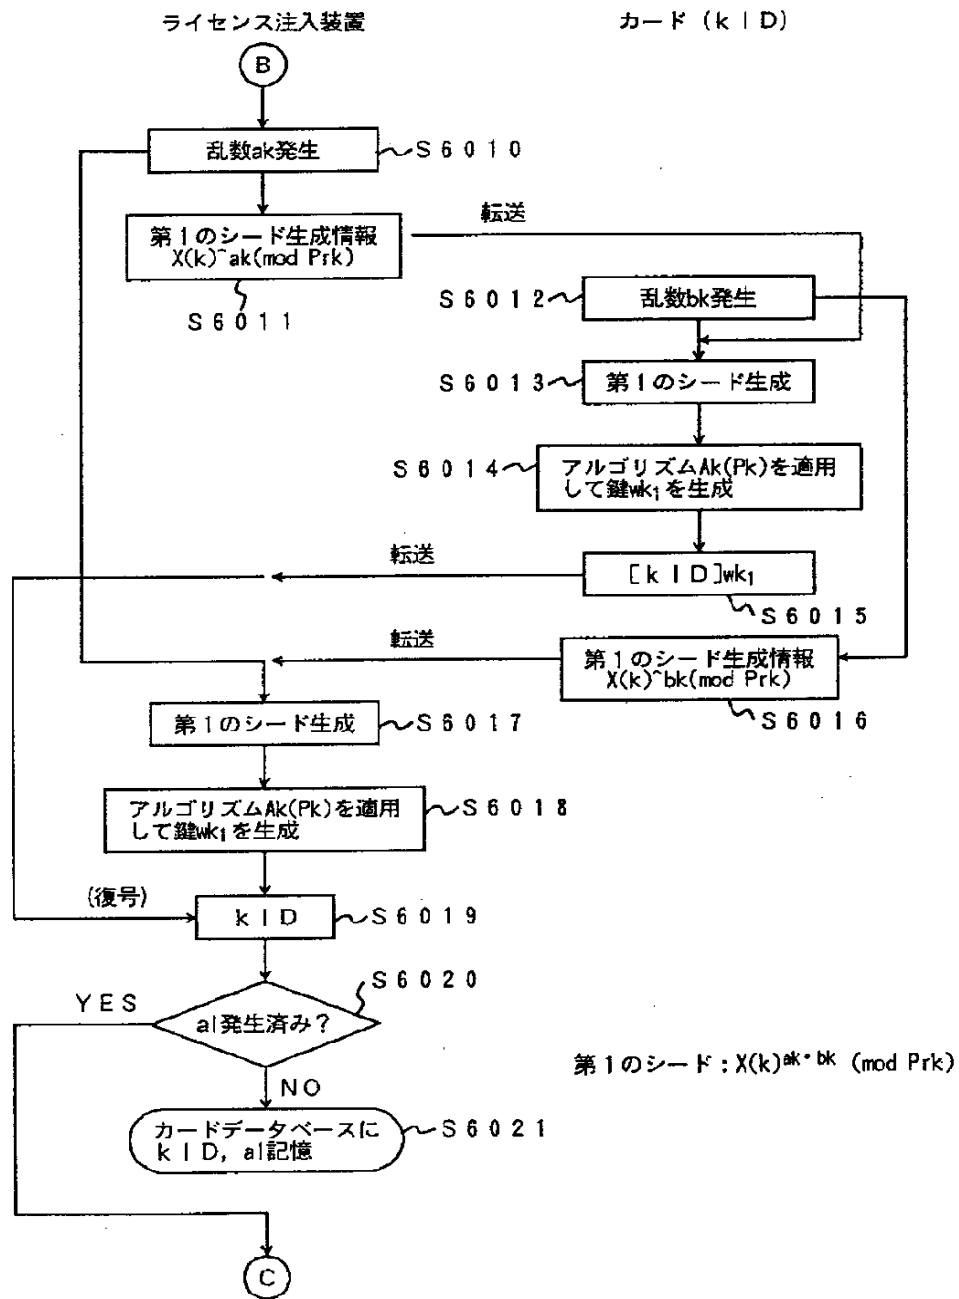 ライセンス注入装置
カード（kID）
B
乱数ak発生
S6010
転送
第1のシード生成情報
X(k)^ak(mod Prk)
S6011
S6012
乱数bk発生
S6013
第1のシード生成
S6014
アルゴリズムAk(Pk)を適用
して鍵wk₁を生成
転送
[kID]wk₁
S6015
転送
第1のシード生成情報
X(k)^bk(mod Prk)
S6016
第1のシード生成
S6017
アルゴリズムAk(Pk)を適用
して鍵wk₁を生成
S6018
(復号)
kID
S6019
S6020
YES
al発生済み？
第1のシード：X(k)^ak・bk (mod Prk)
NO
カードデータベースに
kID, al記憶
S6021
C